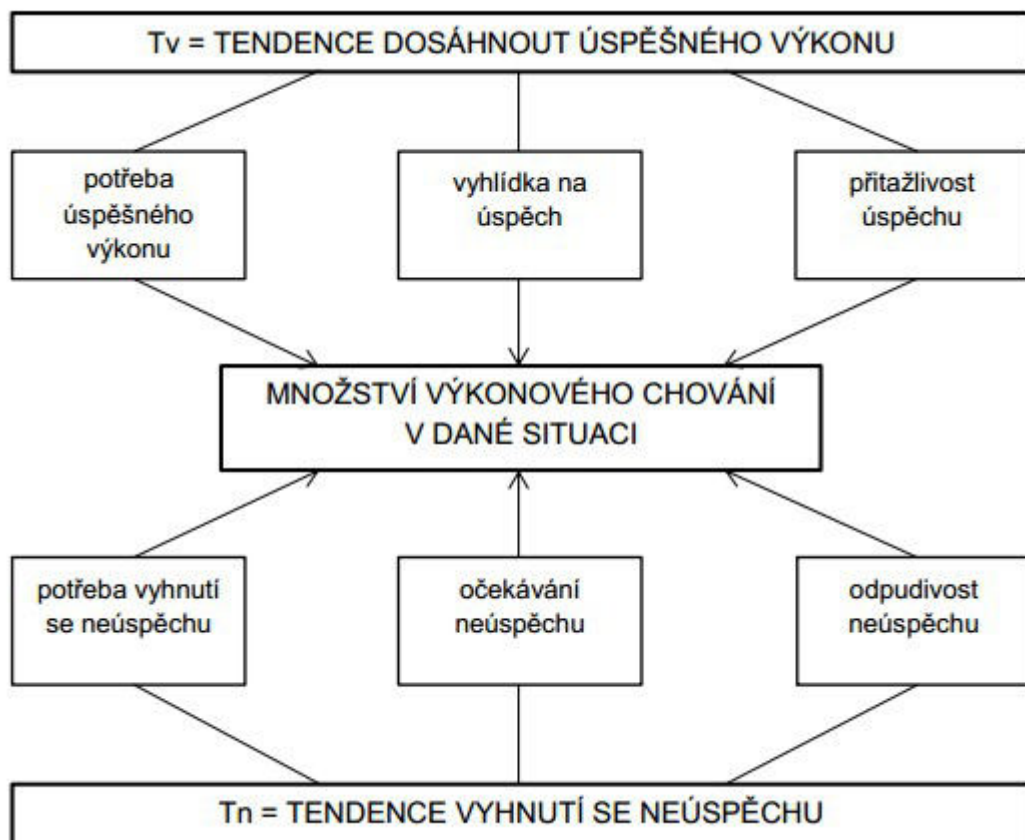 Tv = TENDENCE DOSÁHNOUT ÚSPĚŠNÉHO VÝKONU
potřeba
úspěšného
výkonu
vyhlídka na
úspěch
přitažlivost
úspěchu
MNOŽSTVÍ VÝKONOVÉHO CHOVÁNÍ
V DANÉ SITUACI
potřeba vyhnutí
se neúspěchu
očekávání
neúspěchu
odpudivost
neúspěchu
Tn = TENDENCE VYHNUTÍ SE NEÚSPĚCHU